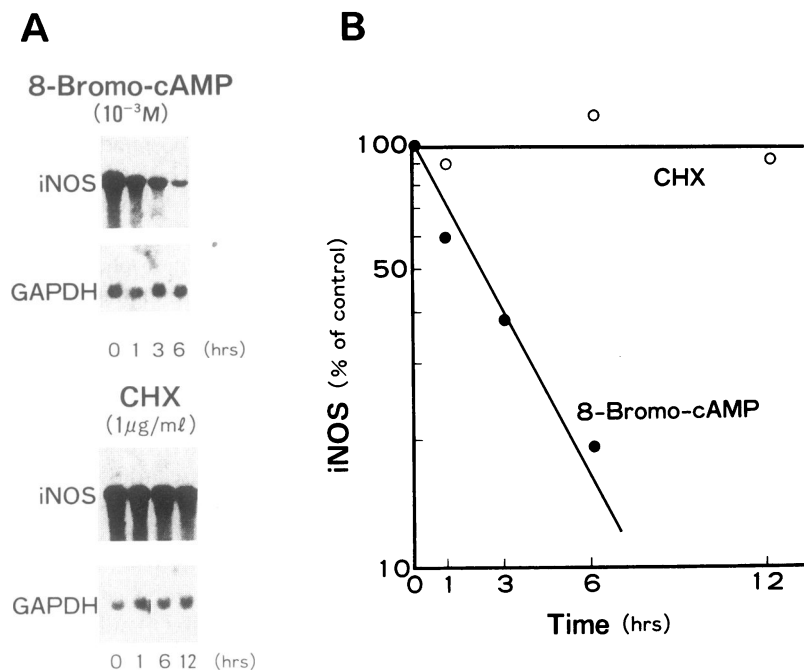 A
8-Bromo-cAMP
(10⁻³M)
iNOS
GAPDH
0 1 3 6 (hrs)
CHX
(1μg/mℓ)
iNOS
GAPDH
0 1 6 12 (hrs)
B
iNOS (% of control)
100
50
10
CHX
8-Bromo-cAMP
0 1 3 6 12
Time (hrs)